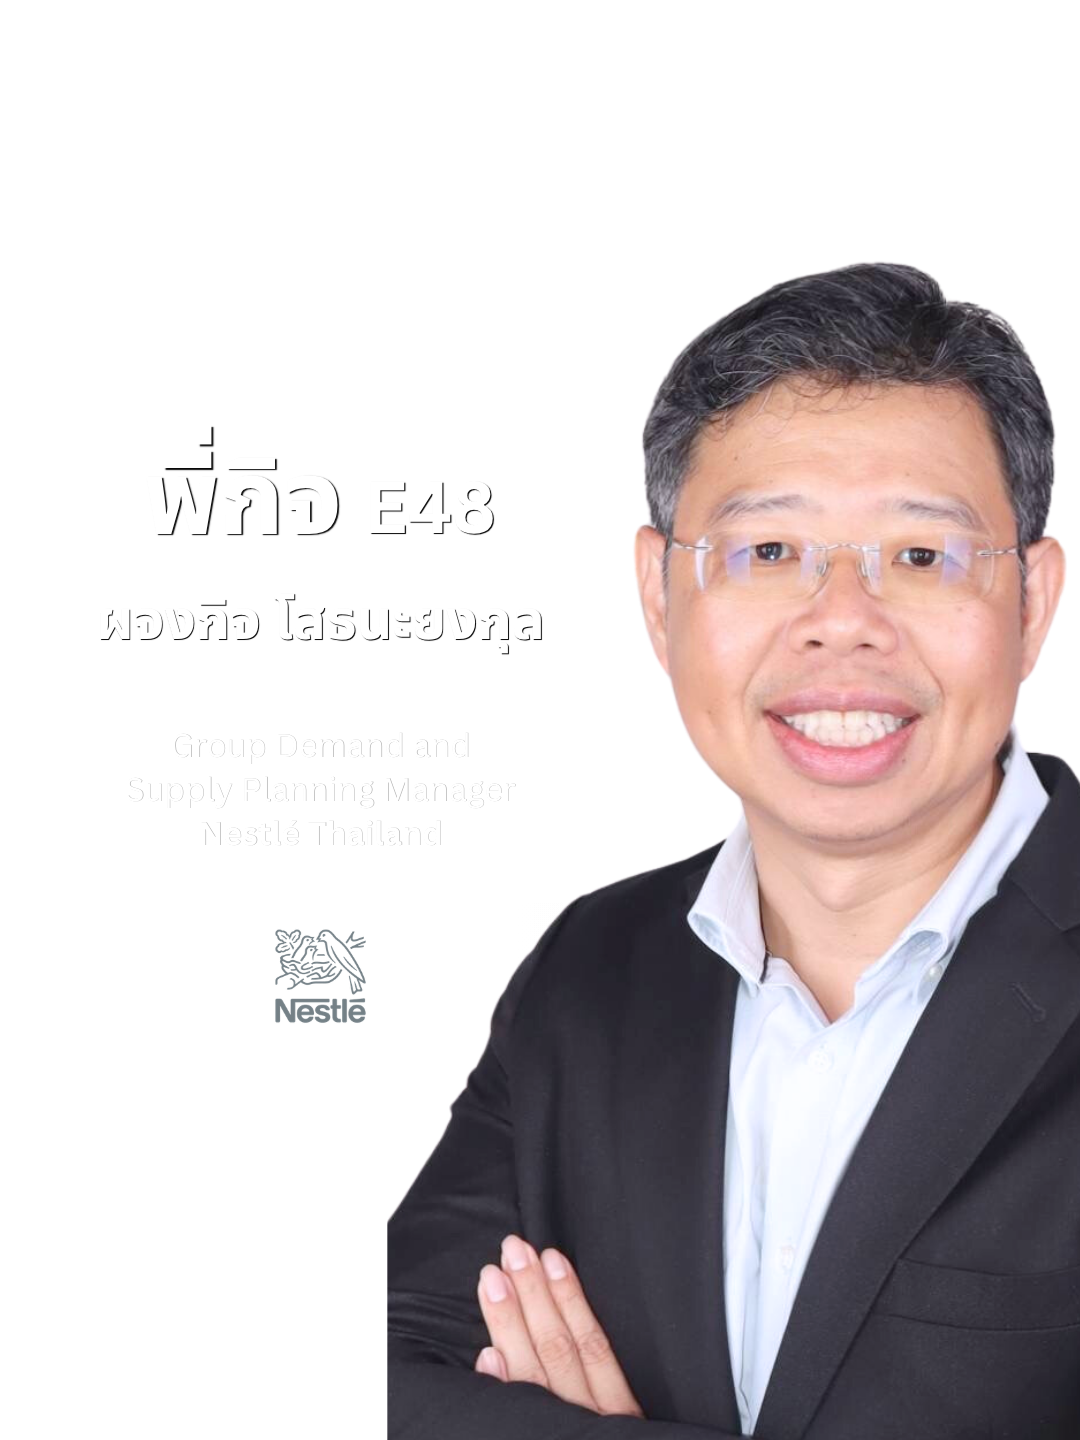 พี่กิจ E48
ผจงกิจ โสธนะยงกุล
Group Demand and
Supply Planning Manager
Nestlé Thailand
Nestlé